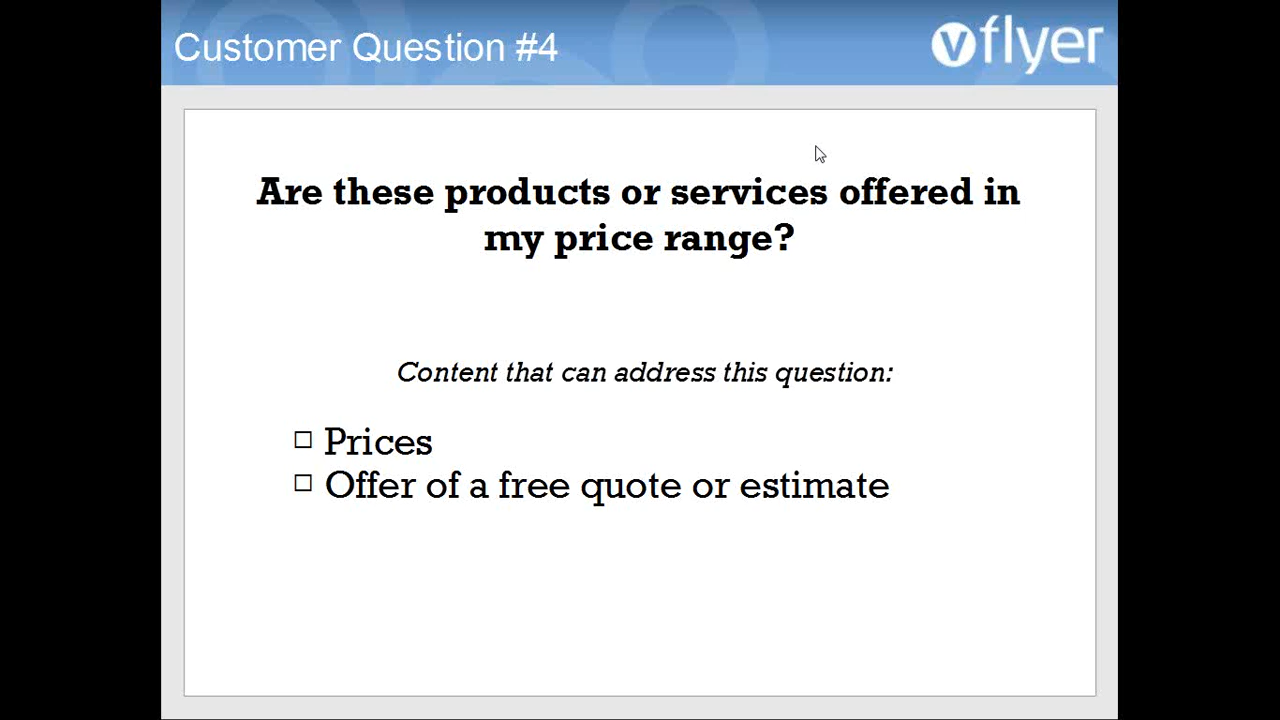 Customer Question #4
vflyer
Are these products or services offered in
my price range?
Content that can address this question:
□ Prices
□ Offer of a free quote or estimate